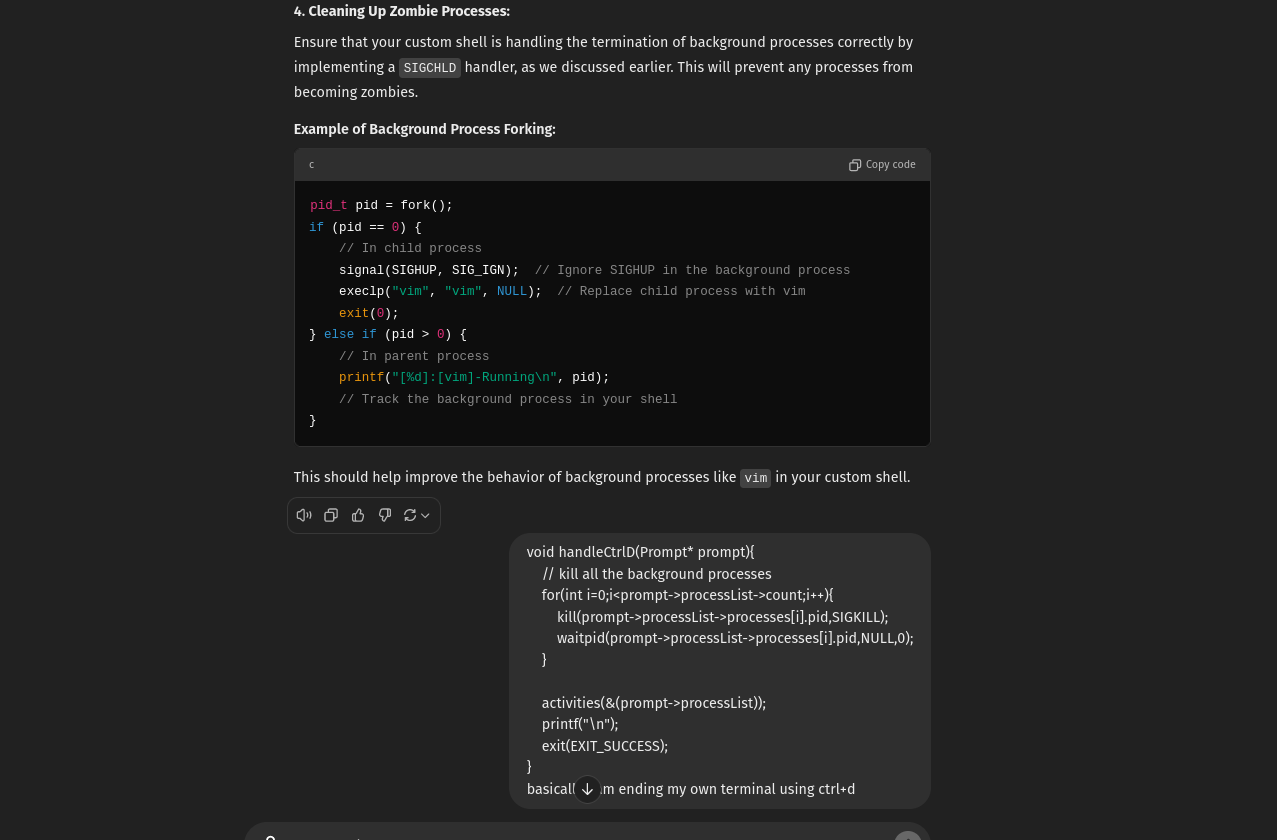 4. Cleaning Up Zombie Processes:
Ensure that your custom shell is handling the termination of background processes correctly by
implementing a SIGCHLD handler, as we discussed earlier. This will prevent any processes from
becoming zombies.
Example of Background Process Forking:
c
Copy code
pid_t pid = fork();
if (pid == 0) {
    // In child process
    signal(SIGHUP, SIG_IGN);  // Ignore SIGHUP in the background process
    execlp("vim", "vim", NULL);  // Replace child process with vim
    exit(0);
} else if (pid > 0) {
    // In parent process
    printf("[%d]:[vim]-Running\n", pid);
    // Track the background process in your shell
}
This should help improve the behavior of background processes like vim in your custom shell.
void handleCtrlD(Prompt* prompt){
    // kill all the background processes
    for(int i=0;i<prompt->processList->count;i++){
        kill(prompt->processList->processes[i].pid,SIGKILL);
        waitpid(prompt->processList->processes[i].pid,NULL,0);
    }
    activities(&(prompt->processList));
    printf("\n");
    exit(EXIT_SUCCESS);
}
ending my own terminal using ctrl+d